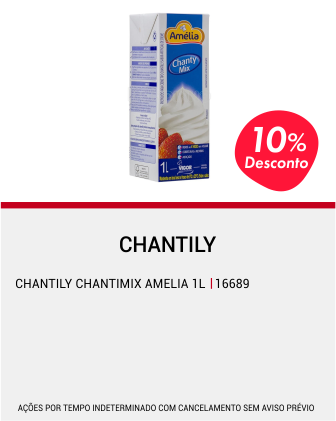 Amélia
Chanty
Mix
1L
VIGOR
10%
Desconto
CHANTILY
CHANTILY CHANTIMIX AMELIA 1L |16689
AÇÕES POR TEMPO INDETERMINADO COM CANCELAMENTO SEM AVISO PRÉVIO